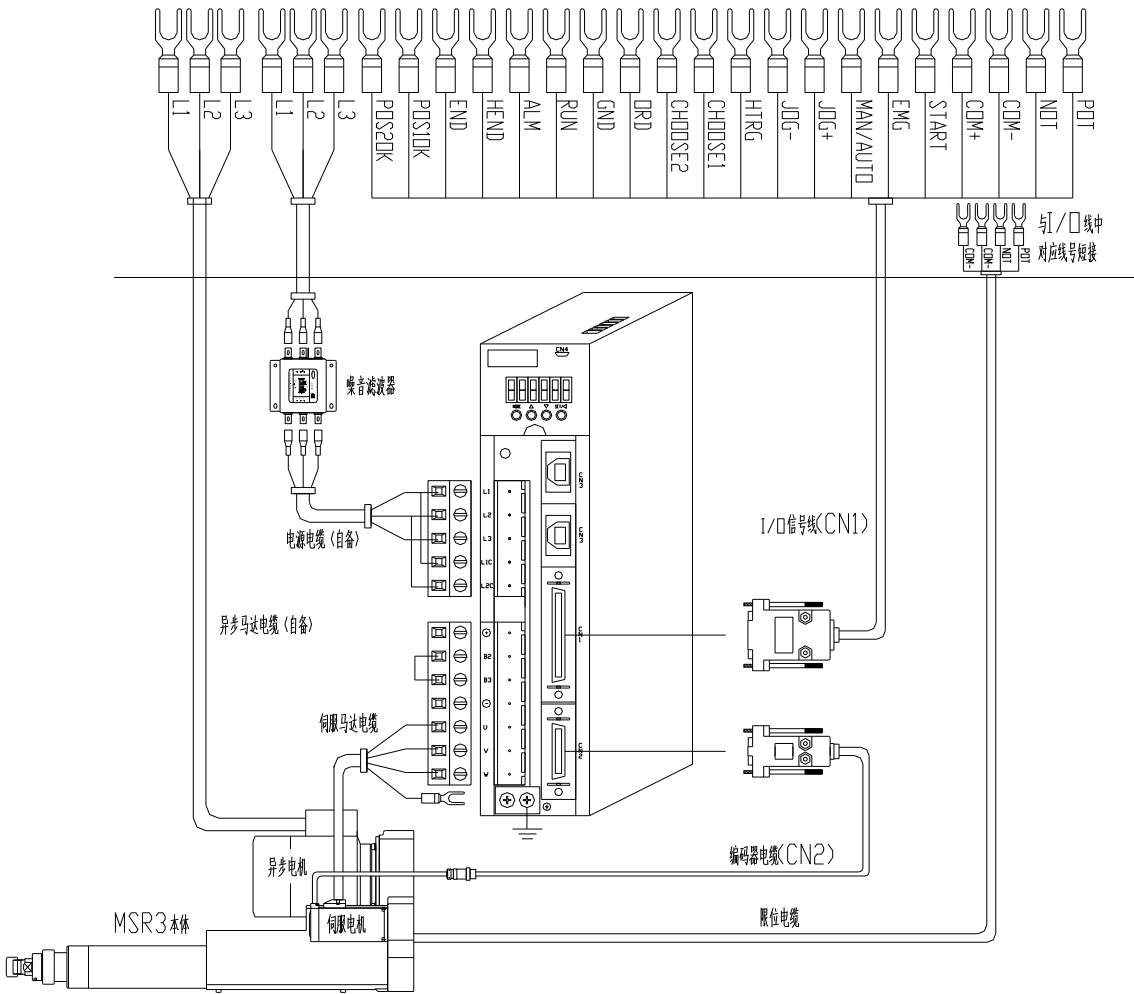 L1
L2
L3
L1
L2
L3
POS2OK
POS1OK
END
HEND
ALM
RUN
GND
ORD
CHOOSE2
CHOOSE1
HTRG
JOG-
JOG+
MAN/AUTO
EMG
START
COM+
COM-
NOT
POT
COM-
COM-
NOT
POT
与I/O线中
对应线号短接
噪音滤波器
CN4
CN3
CN3
L1
L2
L3
L1C
L2C
电源电缆(自备)
I/O信号线(CN1)
异步马达电缆(自备)
CN1
B2
B3
伺服马达电缆
U
V
W
CN2
编码器电缆(CN2)
异步电机
伺服电机
限位电缆
MSR3本体